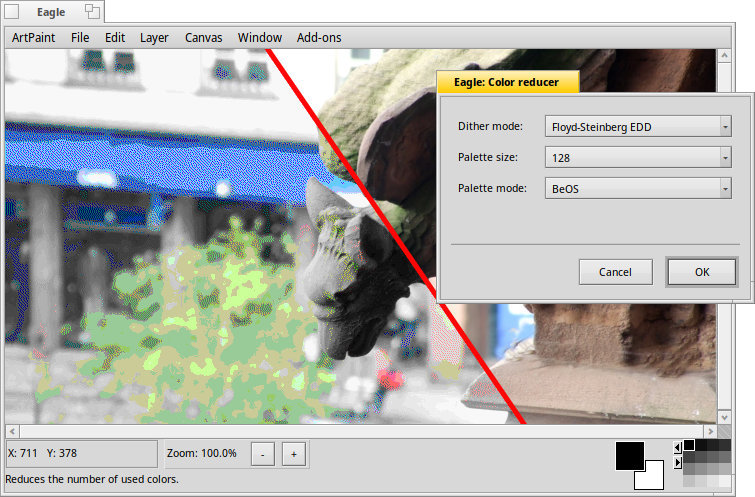 Eagle
ArtPaint File Edit Layer Canvas Window Add-ons
Eagle: Color reducer
Dither mode: Floyd-Steinberg EDD
Palette size: 128
Palette mode: BeOS
Cancel OK
X: 711 Y: 378 Zoom: 100.0% - +
Reduces the number of used colors.